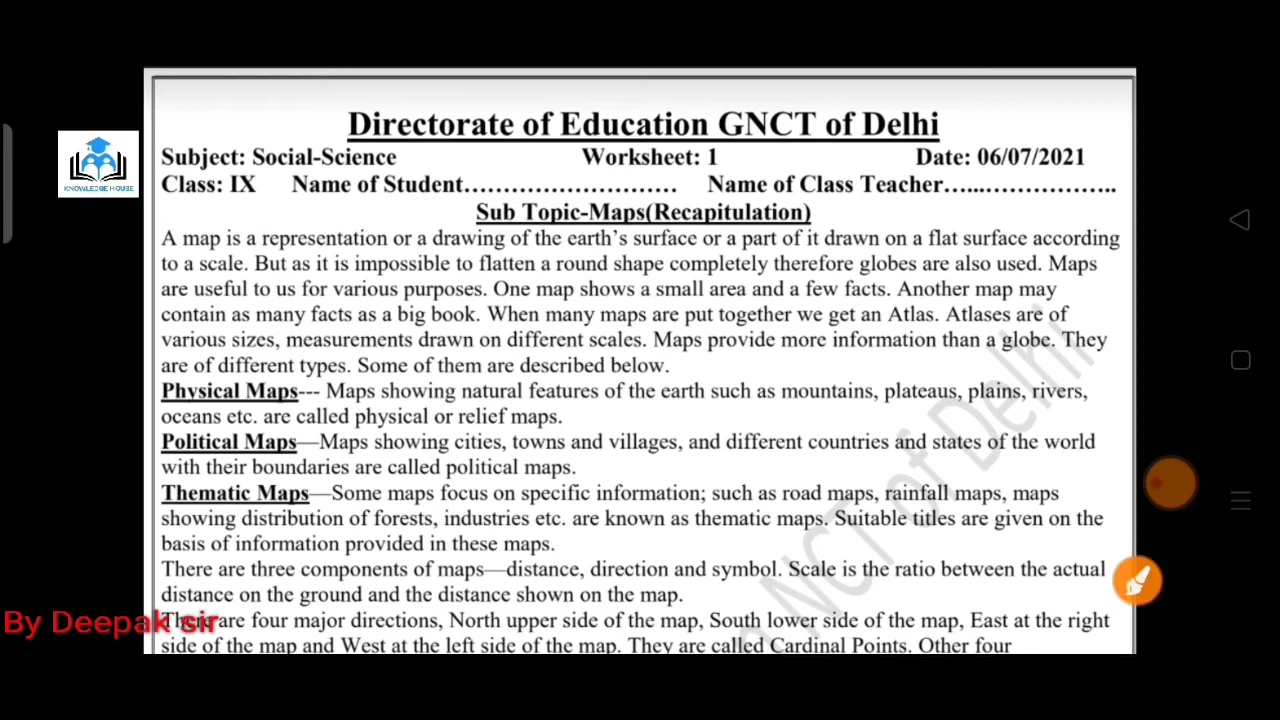 Directorate of Education GNCT of Delhi
Subject: Social-Science Worksheet: 1 Date: 06/07/2021
Class: IX Name of Student……………………… Name of Class Teacher…...……………..
Sub Topic-Maps(Recapitulation)
A map is a representation or a drawing of the earth's surface or a part of it drawn on a flat surface according
to a scale. But as it is impossible to flatten a round shape completely therefore globes are also used. Maps
are useful to us for various purposes. One map shows a small area and a few facts. Another map may
contain as many facts as a big book. When many maps are put together we get an Atlas. Atlases are of
various sizes, measurements drawn on different scales. Maps provide more information than a globe. They
are of different types. Some of them are described below.
Physical Maps--- Maps showing natural features of the earth such as mountains, plateaus, plains, rivers,
oceans etc. are called physical or relief maps.
Political Maps—Maps showing cities, towns and villages, and different countries and states of the world
with their boundaries are called political maps.
Thematic Maps—Some maps focus on specific information; such as road maps, rainfall maps, maps
showing distribution of forests, industries etc. are known as thematic maps. Suitable titles are given on the
basis of information provided in these maps.
There are three components of maps—distance, direction and symbol. Scale is the ratio between the actual
distance on the ground and the distance shown on the map.
There are four major directions, North upper side of the map, South lower side of the map, East at the right
side of the map and West at the left side of the map. They are called Cardinal Points. Other four
KNOWLEDGE HOUSE
By Deepak sir
NCT of Delhi